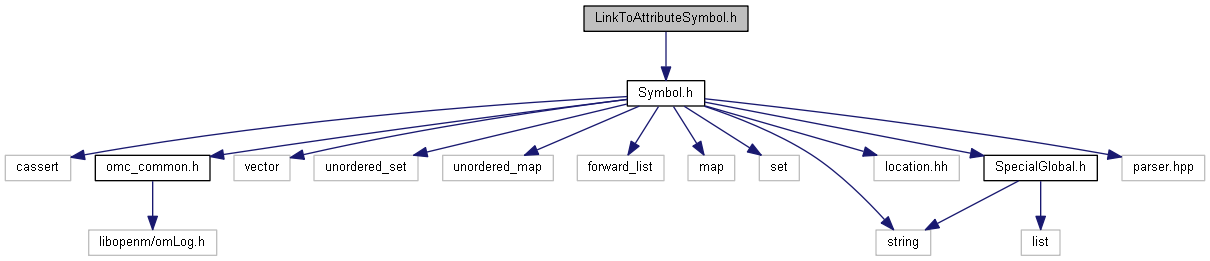 LinkToAttributeSymbol.h
Symbol.h
cassert
omc_common.h
vector
unordered_set
unordered_map
forward_list
map
set
location.hh
SpecialGlobal.h
parser.hpp
libopenm/omLog.h
string
list